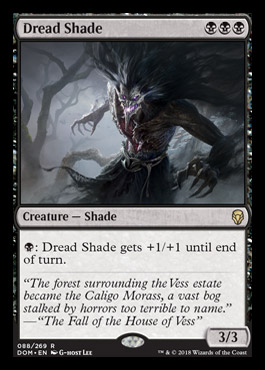 Dread Shade
Creature — Shade
: Dread Shade gets +1/+1 until end
of turn.
“The forest surrounding the Vess estate
became the Caligo Morass, a vast bog
stalked by horrors too terrible to name.”
—“The Fall of the House of Vess”
3/3
088/269 R
DOM • EN G-host Lee
™ & © 2018 Wizards of the Coast